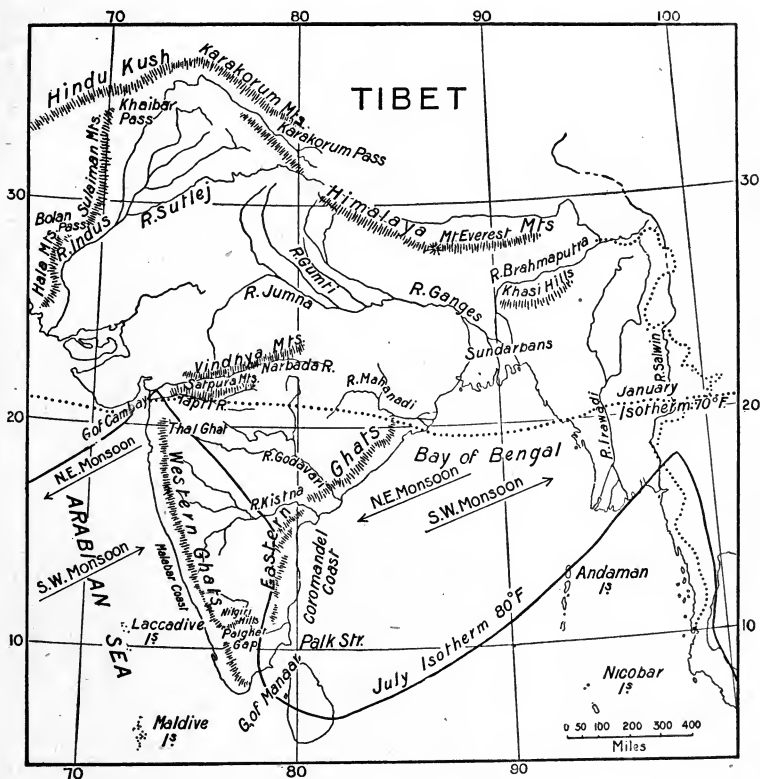 70
80
90
100
Hindu Kush
Karakorum Mts.
TIBET
Khaibar
Pass
Karakorum Pass
Sulaiman Mts.
30
30
Himalaya Mts
R. Sutlej
Bolan
Pass
R. Indus
Mt Everest
Hala Mts.
R. Gumti
R. Brahmaputra
Khasi Hills
R. Jumna
R. Ganges
Sundarbans
Vindhya Mts.
Narbada R.
Satpura Mts.
R. Mahanadi
R. Salwin
January
Isotherm 70°F.
Tapti R.
G. of Cambay
20
20
Thal Ghat
R. Irawadi
Bay of Bengal
R. Godavari
Eastern Ghats
N.E. Monsoon
N.E. Monsoon
S.W. Monsoon
R. Kistna
Western Ghats
ARABIAN SEA
Coromandel
Coast
S.W. Monsoon
Malabar Coast
Andaman
Is
July Isotherm 80°F
Nilgiri
Hills
Palghat
Gap
Laccadive
Is
10
10
Palk Str.
G. of Manaar
Nicobar
Is
Maldive
Is
0 50 100 200 300 400
Miles
70
80
90
100